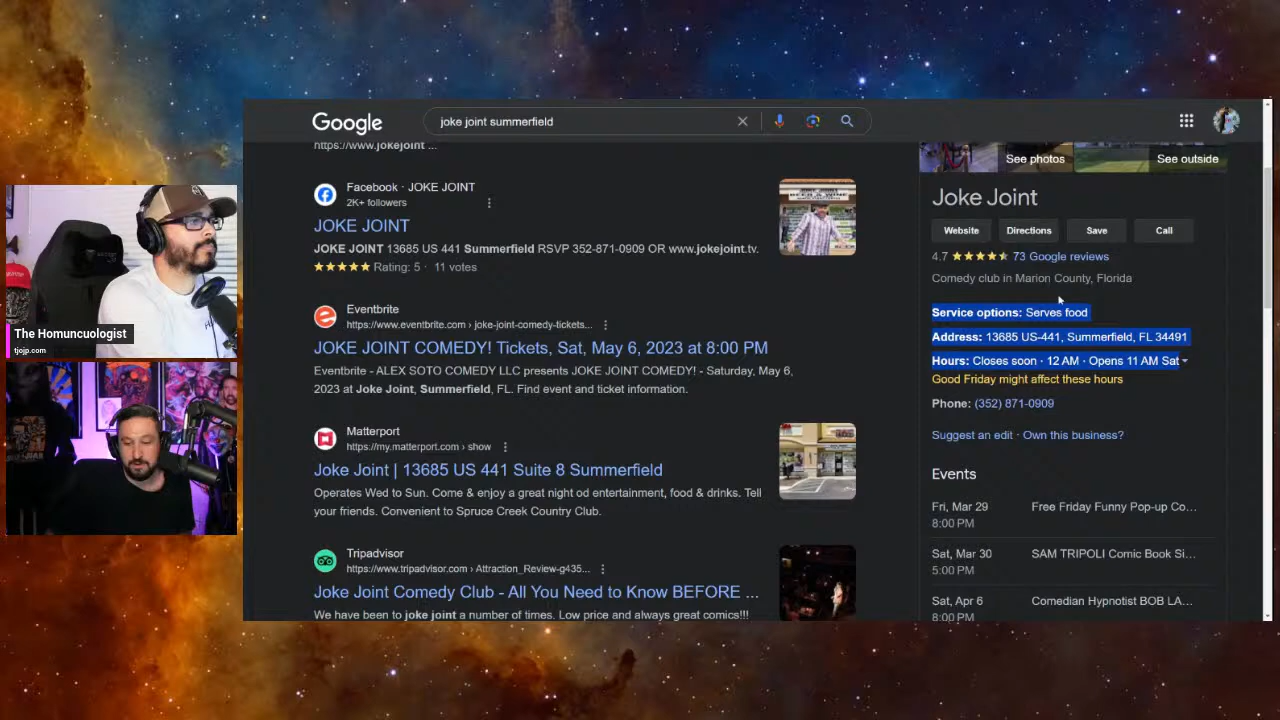 Google
joke joint summerfield
https://www.jokejoint ...
Facebook · JOKE JOINT
2K+ followers
JOKE JOINT
JOKE JOINT 13685 US 441 Summerfield RSVP 352-871-0909 OR www.jokejoint.tv.
Rating: 5 · 11 votes
Eventbrite
https://www.eventbrite.com › joke-joint-comedy-tickets...
JOKE JOINT COMEDY! Tickets, Sat, May 6, 2023 at 8:00 PM
Eventbrite - ALEX SOTO COMEDY LLC presents JOKE JOINT COMEDY! - Saturday, May 6,
2023 at Joke Joint, Summerfield, FL. Find event and ticket information.
Matterport
https://my.matterport.com › show
Joke Joint | 13685 US 441 Suite 8 Summerfield
Operates Wed to Sun. Come & enjoy a great night od entertainment, food & drinks. Tell
your friends. Convenient to Spruce Creek Country Club.
Tripadvisor
https://www.tripadvisor.com › Attraction_Review-g435...
Joke Joint Comedy Club - All You Need to Know BEFORE ...
We have been to joke joint a number of times. Low price and always great comics!!!
See photos
See outside
Joke Joint
Website
Directions
Save
Call
4.7
73 Google reviews
Comedy club in Marion County, Florida
Service options: Serves food
Address: 13685 US-441, Summerfield, FL 34491
Hours: Closes soon · 12 AM · Opens 11 AM Sat
Good Friday might affect these hours
Phone: (352) 871-0909
Suggest an edit · Own this business?
Events
Fri, Mar 29
8:00 PM
Free Friday Funny Pop-up Co...
Sat, Mar 30
5:00 PM
SAM TRIPOLI Comic Book Si...
Sat, Apr 6
8:00 PM
Comedian Hypnotist BOB LA...
The Homuncuologist
tjojp.com